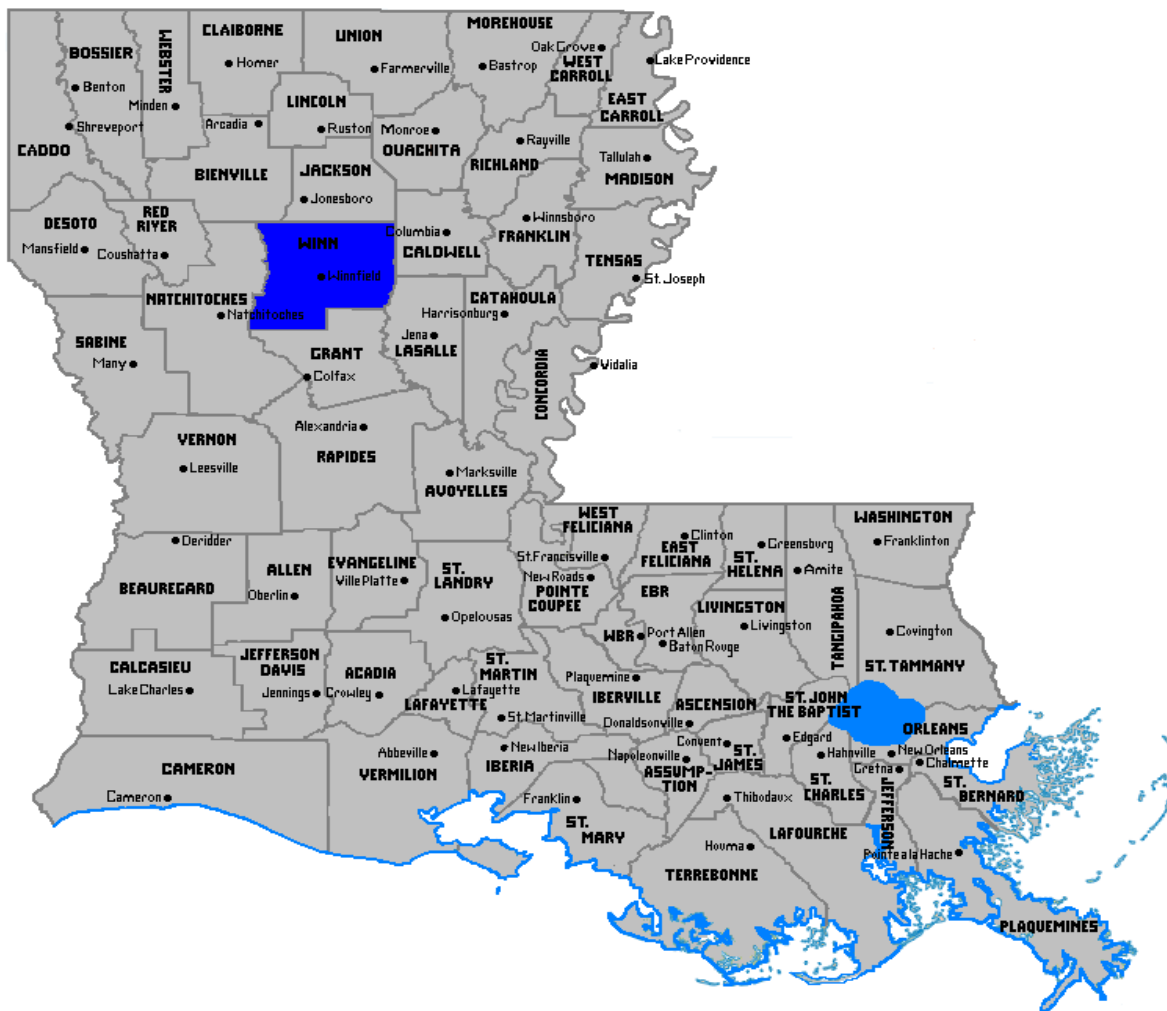 CLAIBORNE
UNION
MOREHOUSE
BOSSIER
WEBSTER
Homer
Farmerville
Bastrop
Oak Grove
WEST
CARROLL
Lake Providence
Benton
Minden
LINCOLN
EAST
CARROLL
Shreveport
Arcadia
Ruston
Monroe
OUACHITA
Rayville
CADDO
BIENVILLE
JACKSON
RICHLAND
Tallulah
MADISON
Jonesboro
DESOTO
RED
RIVER
Winnsboro
FRANKLIN
Mansfield
Coushatta
WINN
Columbia
CALDWELL
TENSAS
Winnfield
St. Joseph
NATCHITOCHES
Natchitoches
CATAHOULA
Harrisonburg
SABINE
Many
GRANT
Colfax
Jena
LASALLE
CONCORDIA
Vidalia
VERNON
Leesville
Alexandria
RAPIDES
Marksville
AVOYELLES
WEST
FELICIANA
WASHINGTON
Deridder
Clinton
EAST
FELICIANA
Greensburg
ST.
HELENA
Franklinton
BEAUREGARD
ALLEN
Oberlin
EVANGELINE
Ville Platte
ST.
LANDRY
St. Francisville
New Roads
POINTE
COUPEE
Amite
TANGIPAHOA
EBR
LIVINGSTON
Livingston
Opelousas
WBR
Port Allen
Baton Rouge
Covington
ST. TAMMANY
CALCASIEU
Lake Charles
JEFFERSON
DAVIS
Jennings
ACADIA
Crowley
LAFAYETTE
Lafayette
ST.
MARTIN
St. Martinville
Plaquemine
IBERVILLE
ASCENSION
Donaldsonville
ST. JOHN
THE BAPTIST
Edgard
ORLEANS
New Orleans
Chalmette
CAMERON
Cameron
Abbeville
VERMILION
New Iberia
IBERIA
Napoleonville
ASSUMP-
TION
Convent
ST.
JAMES
Hahnville
ST.
CHARLES
Gretna
JEFFERSON
ST.
BERNARD
Franklin
ST.
MARY
Thibodaux
LAFOURCHE
Houma
TERREBONNE
Pointe a la Hache
PLAQUEMINES